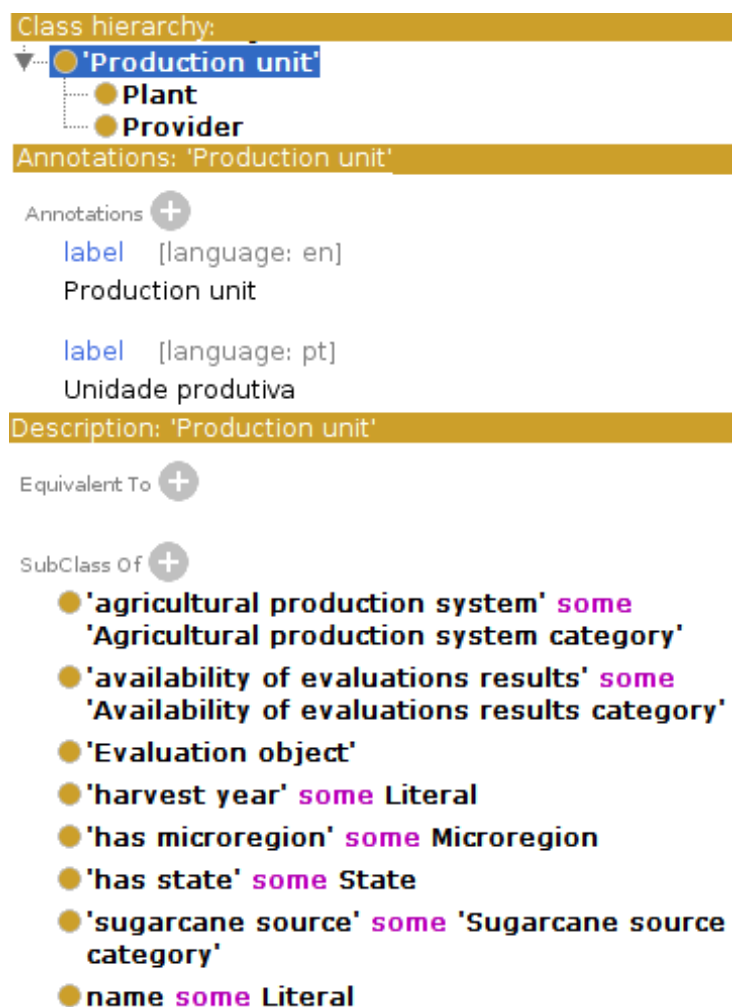 Class hierarchy:
'Production unit'
Plant
Provider
Annotations: 'Production unit'
Annotations
label [language: en]
Production unit
label [language: pt]
Unidade produtiva
Description: 'Production unit'
Equivalent To
SubClass Of
'agricultural production system' some
'Agricultural production system category'
'availability of evaluations results' some
'Availability of evaluations results category'
'Evaluation object'
'harvest year' some Literal
'has microregion' some Microregion
'has state' some State
'sugarcane source' some 'Sugarcane source
category'
name some Literal